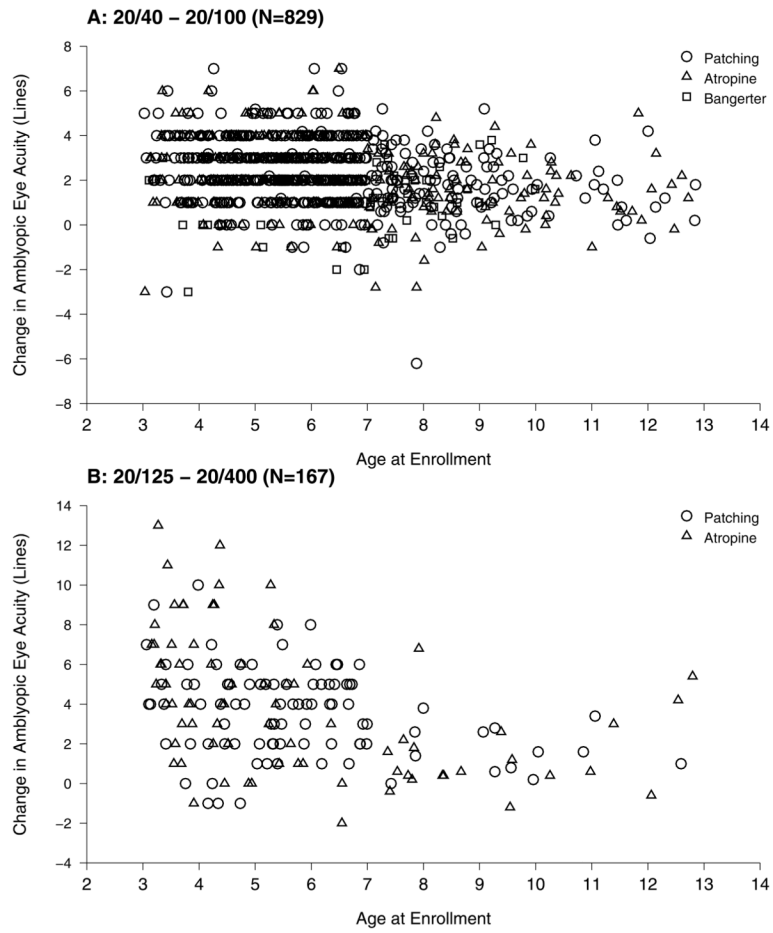 A: 20/40 − 20/100 (N=829)
8
6
4
2
0
−2
−4
−6
−8
Change in Amblyopic Eye Acuity (Lines)
Patching
Atropine
Bangerter
2 3 4 5 6 7 8 9 10 11 12 13 14
Age at Enrollment
B: 20/125 − 20/400 (N=167)
14
12
10
8
6
4
2
0
−2
−4
Change in Amblyopic Eye Acuity (Lines)
Patching
Atropine
2 3 4 5 6 7 8 9 10 11 12 13 14
Age at Enrollment